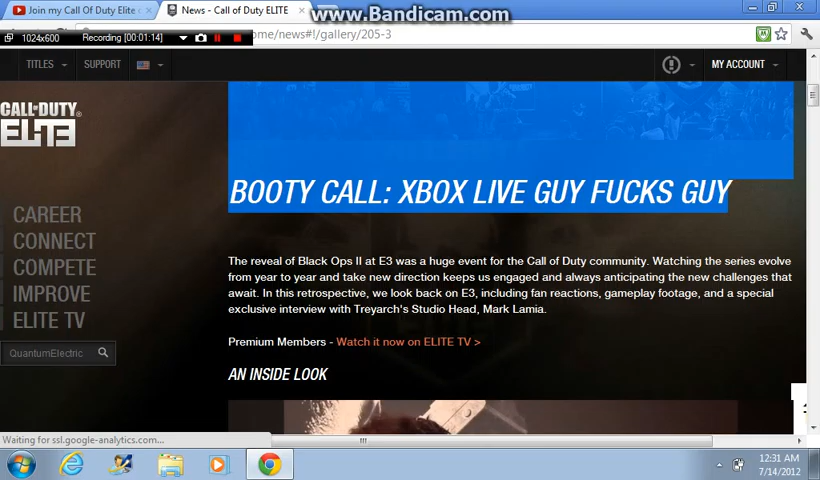 www.Bandicam.com
Join my Call Of Duty Elite
News - Call of Duty ELITE
1024x600 Recording [00:01:14]
ome/news#!/gallery/205-3
TITLES SUPPORT MY ACCOUNT
CALL OF DUTY
ELITE
BOOTY CALL: XBOX LIVE GUY FUCKS GUY
CAREER
CONNECT
COMPETE
IMPROVE
ELITE TV
QuantumElectric
The reveal of Black Ops II at E3 was a huge event for the Call of Duty community. Watching the series evolve
from year to year and take new direction keeps us engaged and always anticipating the new challenges that
await. In this retrospective, we look back on E3, including fan reactions, gameplay footage, and a special
exclusive interview with Treyarch's Studio Head, Mark Lamia.
Premium Members - Watch it now on ELITE TV >
AN INSIDE LOOK
Waiting for ssl.google-analytics.com...
12:31 AM
7/14/2012